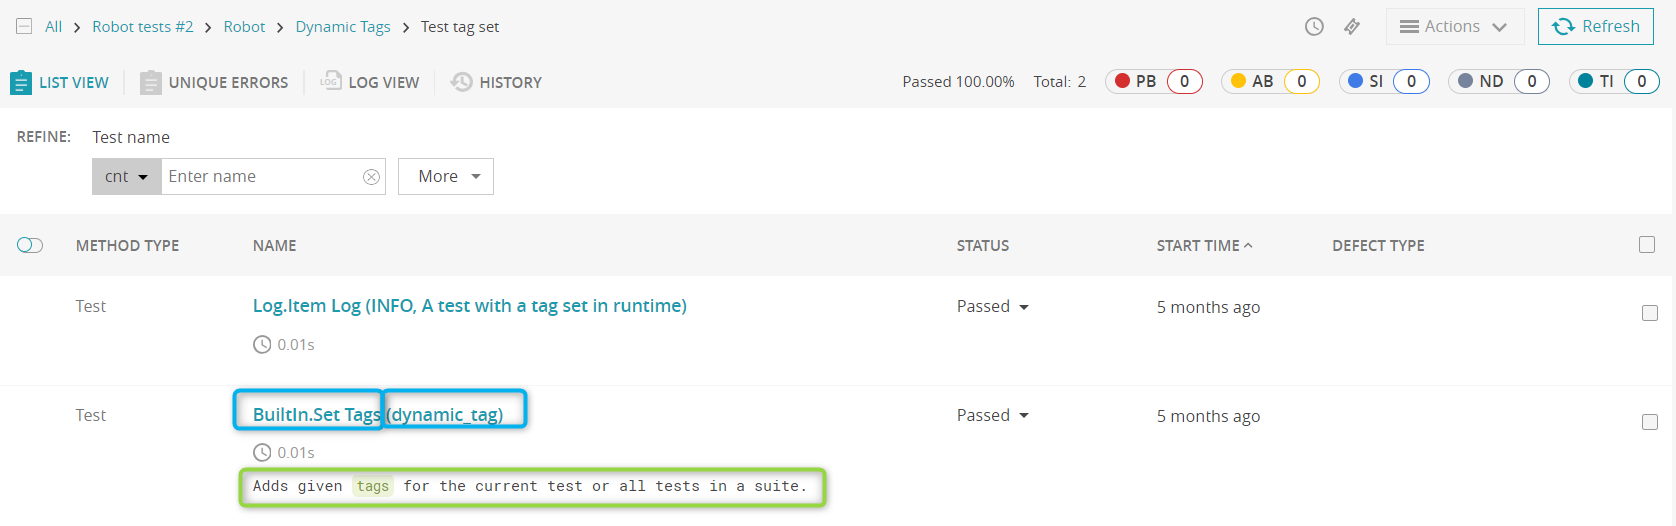 All > Robot tests #2 > Robot > Dynamic Tags > Test tag set Actions Refresh
LIST VIEW UNIQUE ERRORS LOG LOG VIEW HISTORY Passed 100.00% Total: 2 PB 0 AB 0 SI 0 ND 0 TI 0
REFINE: Test name
cnt Enter name More
METHOD TYPE NAME STATUS START TIME DEFECT TYPE
Test Log.Item Log (INFO, A test with a tag set in runtime) Passed 5 months ago
0.01s
Test BuiltIn.Set Tags (dynamic_tag) Passed 5 months ago
0.01s
Adds given tags for the current test or all tests in a suite.